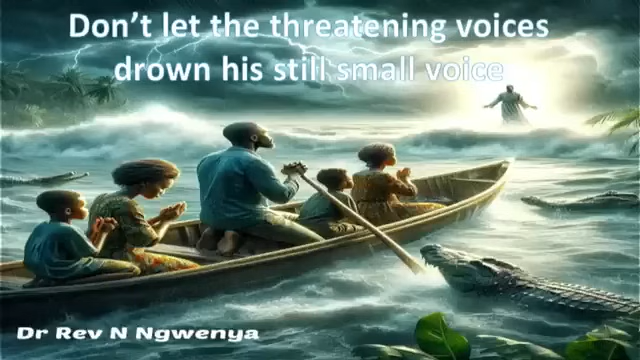 Don't let the threatening voices
drown his still small voice
Dr Rev N Ngwenya